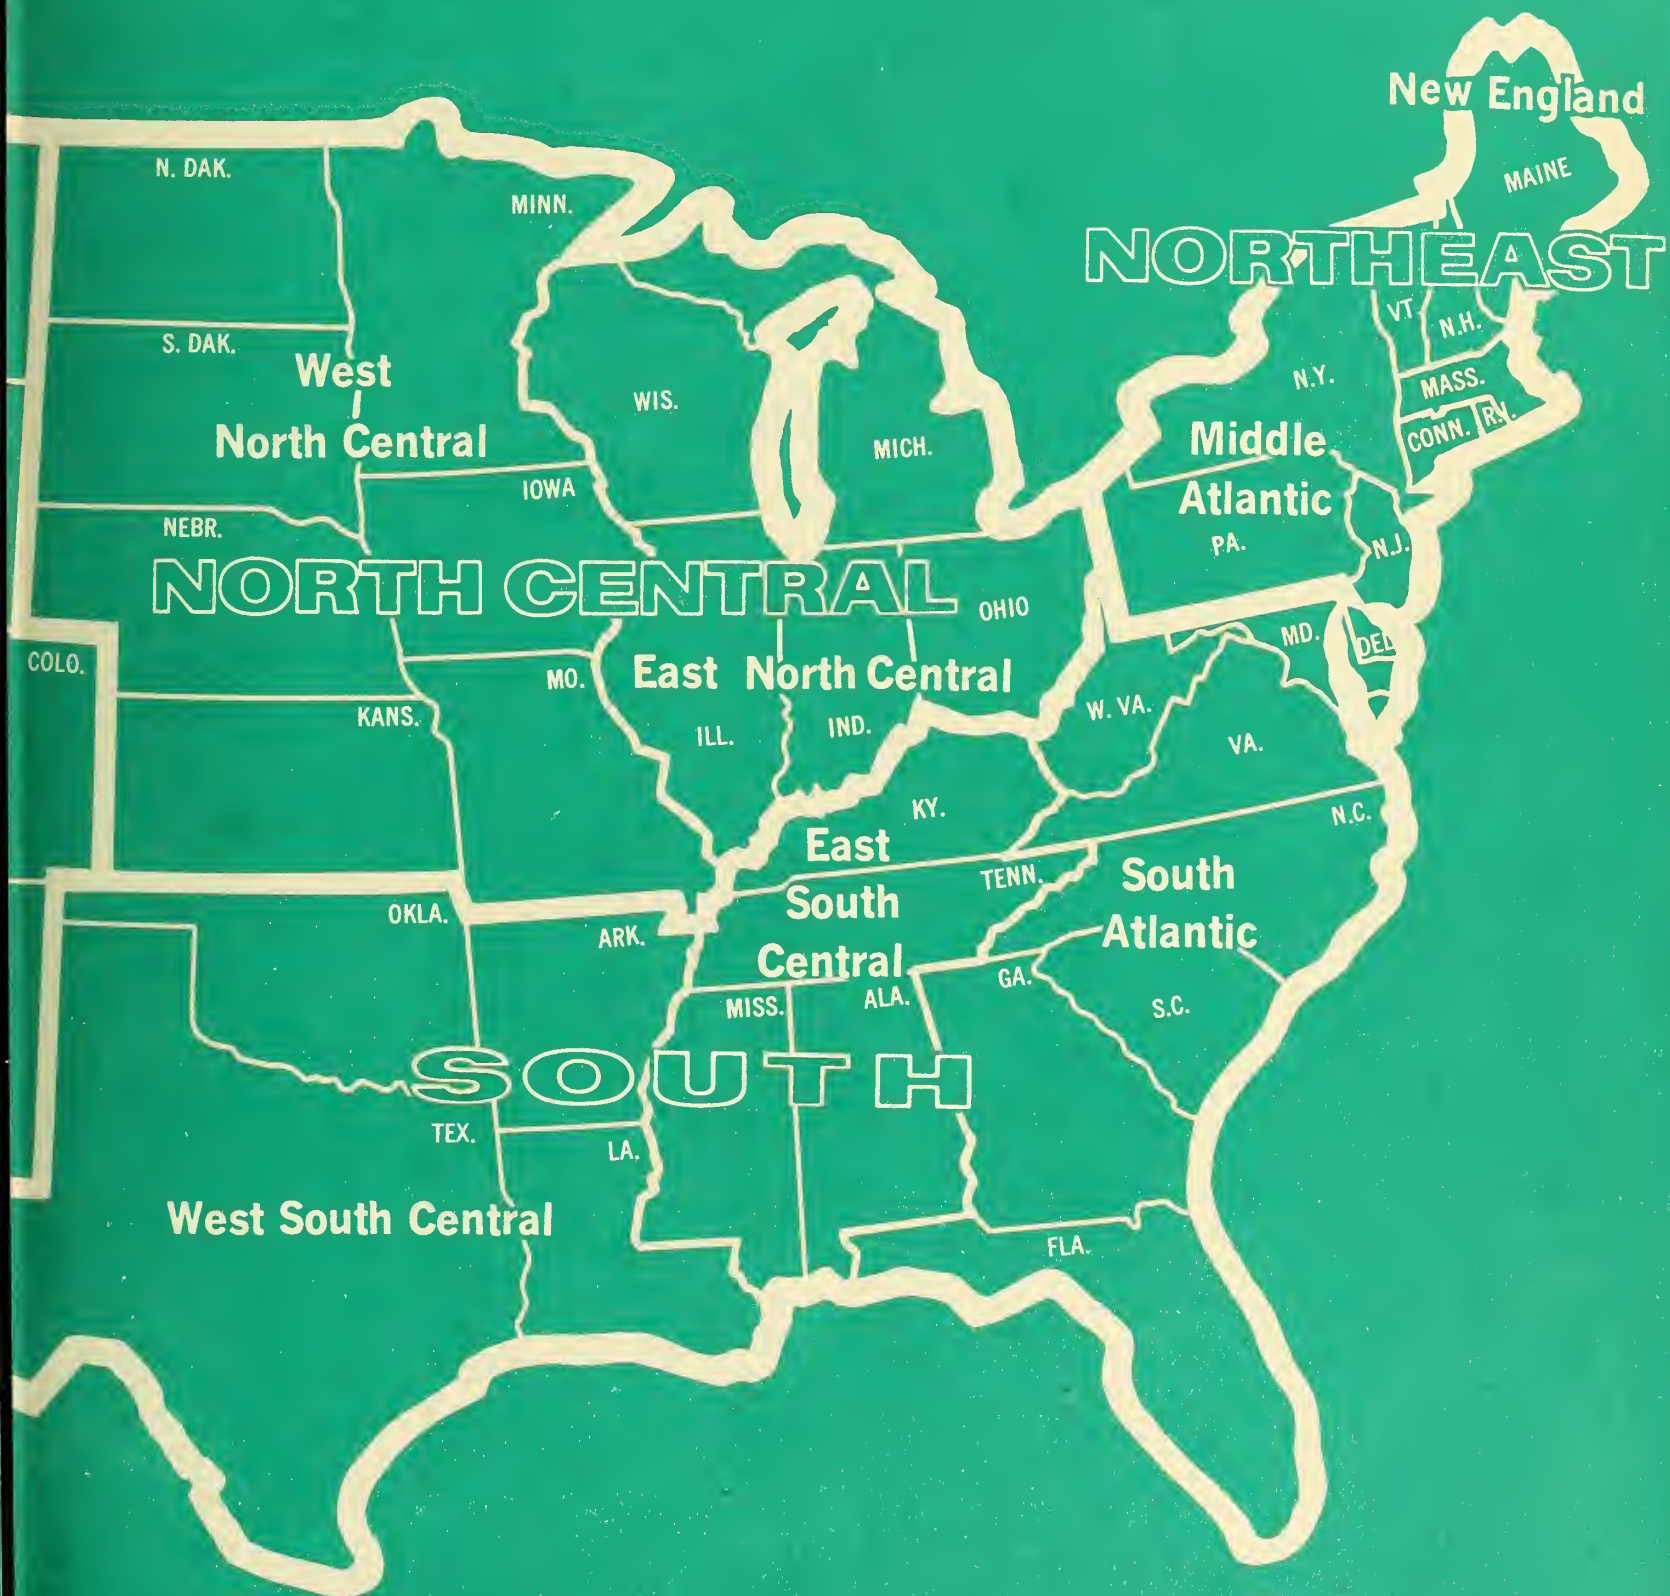 New England
MAINE
N. DAK.
MINN.
NORTHEAST
VT.
N.H.
S. DAK.
West
North Central
WIS.
MICH.
N.Y.
MASS.
CONN.
R.I.
Middle
Atlantic
IOWA
NEBR.
PA.
N.J.
NORTH CENTRAL
OHIO
MD.
DEL
COLO.
MO.
East North Central
KANS.
ILL.
IND.
W. VA.
VA.
KY.
N.C.
East
South
Central
TENN.
South
Atlantic
OKLA.
ARK.
MISS.
ALA.
GA.
S.C.
SOUTH
TEX.
LA.
West South Central
FLA.